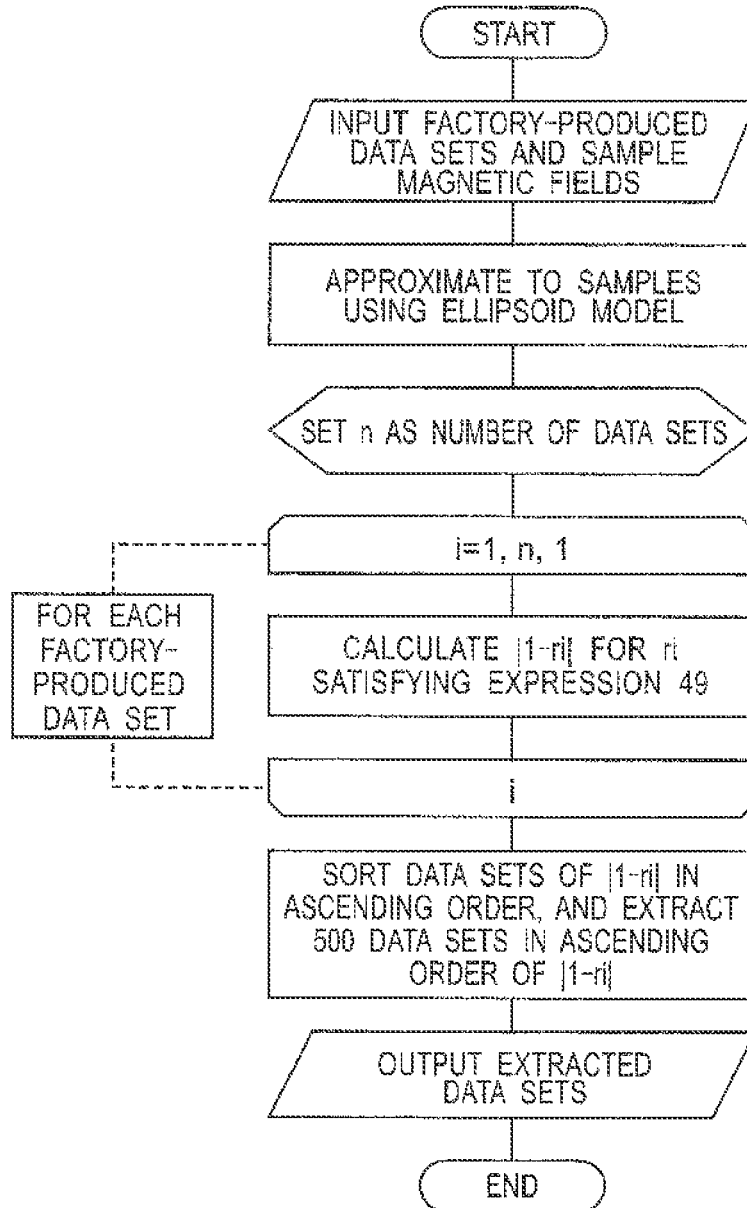 START
INPUT FACTORY-PRODUCED
DATA SETS AND SAMPLE
MAGNETIC FIELDS
APPROXIMATE TO SAMPLES
USING ELLIPSOID MODEL
SET n AS NUMBER OF DATA SETS
i=1, n, 1
FOR EACH
FACTORY-
PRODUCED
DATA SET
CALCULATE |1-ri| FOR ri
SATISFYING EXPRESSION 49
i
SORT DATA SETS OF |1-ri| IN
ASCENDING ORDER, AND EXTRACT
500 DATA SETS IN ASCENDING
ORDER OF |1-ri|
OUTPUT EXTRACTED
DATA SETS
END